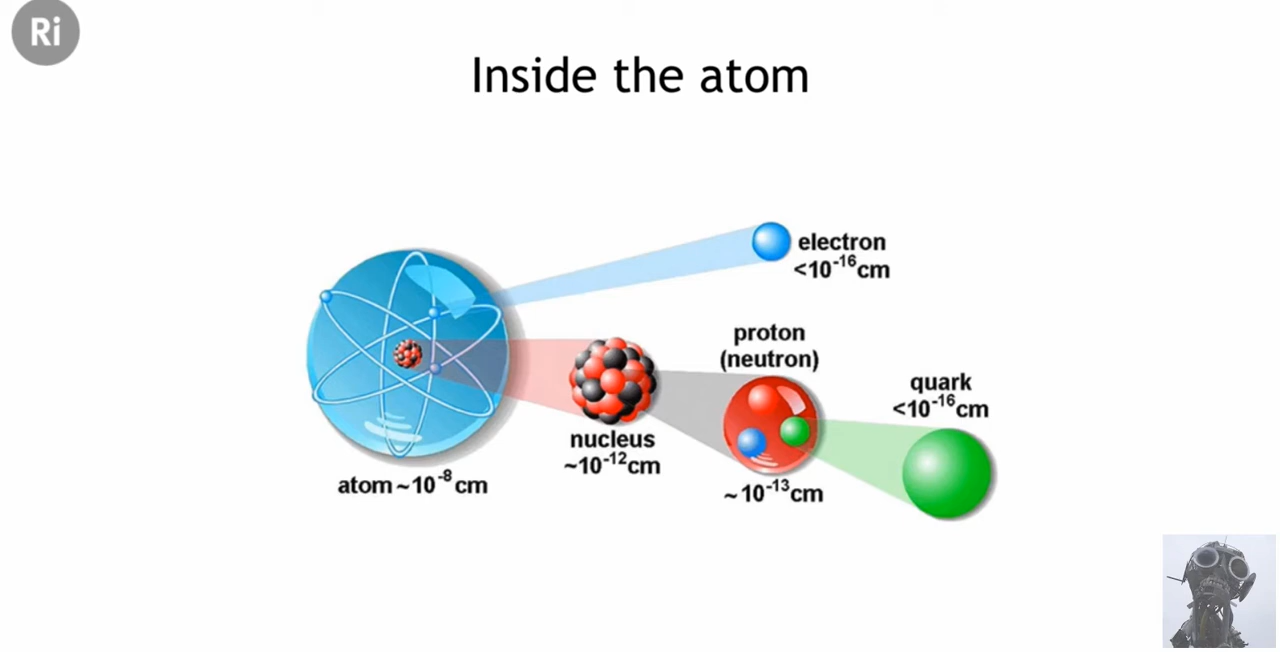 Ri
Inside the atom
electron
<10⁻¹⁶cm
proton
(neutron)
quark
<10⁻¹⁶cm
nucleus
~10⁻¹²cm
atom ~10⁻⁸ cm
~10⁻¹³cm